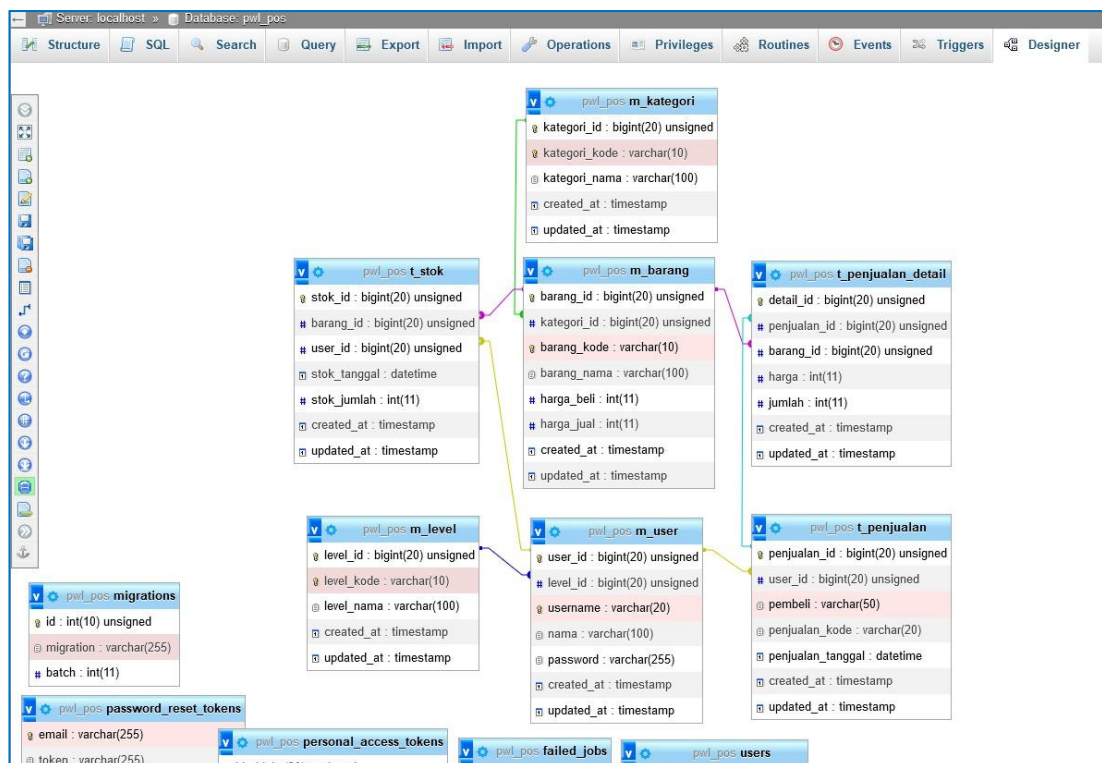 Server: localhost » Database: pwl_pos
Structure SQL Search Query Export Import Operations Privileges Routines Events Triggers Designer
pwl_pos m_kategori
kategori_id : bigint(20) unsigned
kategori_kode : varchar(10)
kategori_nama : varchar(100)
created_at : timestamp
updated_at : timestamp
pwl_pos t_stok
stok_id : bigint(20) unsigned
barang_id : bigint(20) unsigned
user_id : bigint(20) unsigned
stok_tanggal : datetime
stok_jumlah : int(11)
created_at : timestamp
updated_at : timestamp
pwl_pos m_barang
barang_id : bigint(20) unsigned
kategori_id : bigint(20) unsigned
barang_kode : varchar(10)
barang_nama : varchar(100)
harga_beli : int(11)
harga_jual : int(11)
created_at : timestamp
updated_at : timestamp
pwl_pos t_penjualan_detail
detail_id : bigint(20) unsigned
penjualan_id : bigint(20) unsigned
barang_id : bigint(20) unsigned
harga : int(11)
jumlah : int(11)
created_at : timestamp
updated_at : timestamp
pwl_pos m_level
level_id : bigint(20) unsigned
level_kode : varchar(10)
level_nama : varchar(100)
created_at : timestamp
updated_at : timestamp
pwl_pos m_user
user_id : bigint(20) unsigned
level_id : bigint(20) unsigned
username : varchar(20)
nama : varchar(100)
password : varchar(255)
created_at : timestamp
updated_at : timestamp
pwl_pos t_penjualan
penjualan_id : bigint(20) unsigned
user_id : bigint(20) unsigned
pembeli : varchar(50)
penjualan_kode : varchar(20)
penjualan_tanggal : datetime
created_at : timestamp
updated_at : timestamp
pwl_pos migrations
id : int(10) unsigned
migration : varchar(255)
batch : int(11)
pwl_pos password_reset_tokens
email : varchar(255)
token : varchar(255)
pwl_pos personal_access_tokens
pwl_pos failed_jobs
pwl_pos users